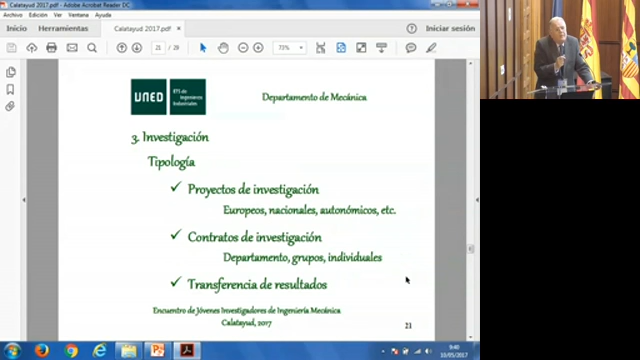 Calatayud.pdf - Adobe Acrobat Reader DC
Archivo Edición Ver Ventana Ayuda
Inicio Herramientas Calatayud 2017.pdf Iniciar sesión
21 / 29 73%
UNED ETS de Ingenieros Industriales
Departamento de Mecánica
3. Investigación
Tipología
✓ Proyectos de investigación
Europeos, nacionales, autonómicos, etc.
✓ Contratos de investigación
Departamento, grupos, individuales
✓ Transferencia de resultados
Encuentro de Jóvenes Investigadores de Ingeniería Mecánica
Calatayud, 2017
21
9:40
10/05/2017